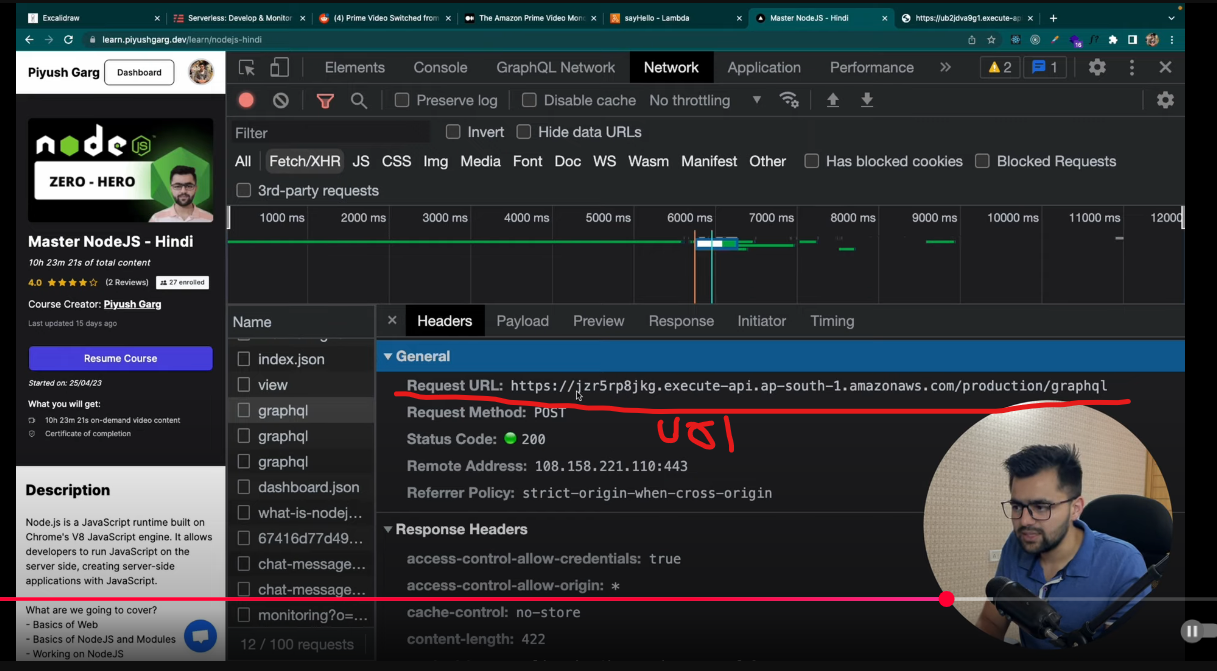 Excalidraw
Serverless: Develop & Monitor
(4) Prime Video Switched from
The Amazon Prime Video Mono
sayHello - Lambda
Master NodeJS - Hindi
https://ub2jdva9g1.execute-ap
learn.piyushgarg.dev/learn/nodejs-hindi
16
Piyush Garg
Dashboard
node JS
ZERO - HERO
Master NodeJS - Hindi
10h 23m 21s of total content
4.0 (2 Reviews) 27 enrolled
Course Creator: Piyush Garg
Last updated 15 days ago
Resume Course
Started on: 25/04/23
What you will get:
10h 23m 21s on-demand video content
Certificate of completion
Description
Node.js is a JavaScript runtime built on
Chrome's V8 JavaScript engine. It allows
developers to run JavaScript on the
server side, creating server-side
applications with JavaScript.
What are we going to cover?
- Basics of Web
- Basics of NodeJS and Modules
- Working on NodeJS
Elements Console GraphQL Network Network Application Performance 2 1
Preserve log Disable cache No throttling
Filter Invert Hide data URLs
All Fetch/XHR JS CSS Img Media Font Doc WS Wasm Manifest Other Has blocked cookies Blocked Requests
3rd-party requests
1000 ms 2000 ms 3000 ms 4000 ms 5000 ms 6000 ms 7000 ms 8000 ms 9000 ms 10000 ms 11000 ms 12000
Name
index.json
view
graphql
graphql
graphql
dashboard.json
what-is-nodej...
67416d77d49...
chat-message...
chat-message...
monitoring?o=...
12 / 100 requests
Headers Payload Preview Response Initiator Timing
General
Request URL: https://jzr5rp8jkg.execute-api.ap-south-1.amazonaws.com/production/graphql
Request Method: POST
Status Code: 200
Remote Address: 108.158.221.110:443
Referrer Policy: strict-origin-when-cross-origin
Response Headers
access-control-allow-credentials: true
access-control-allow-origin: *
cache-control: no-store
content-length: 422